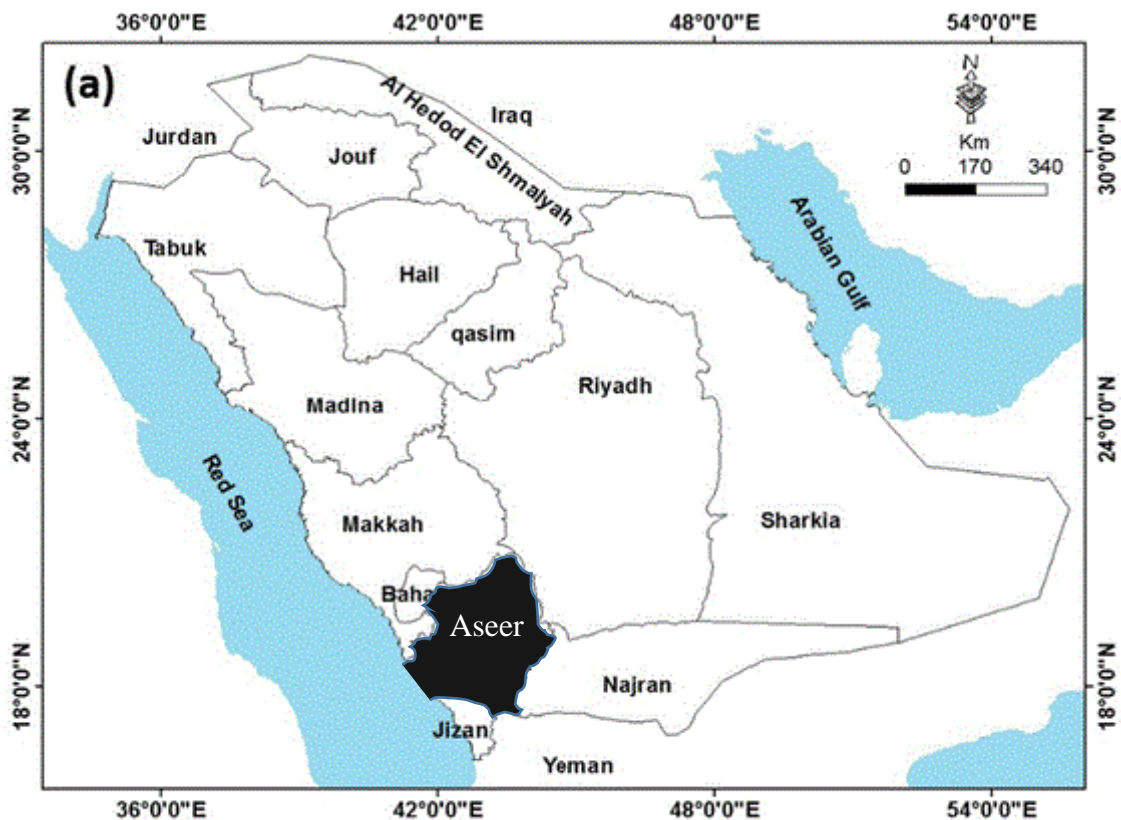 36°0'0"E 42°0'0"E 48°0'0"E 54°0'0"E
(a)
N
Km
0 170 340
30°0'0"N
30°0'0"N
Al Hedod El Shmalyah
Iraq
Jurdan
Jouf
Tabuk
Hail
Arabian Gulf
qasim
Riyadh
Madina
24°0'0"N
24°0'0"N
Red Sea
Makkah
Sharkia
Baha
Aseer
Najran
18°0'0"N
18°0'0"N
Jizan
Yeman
36°0'0"E 42°0'0"E 48°0'0"E 54°0'0"E